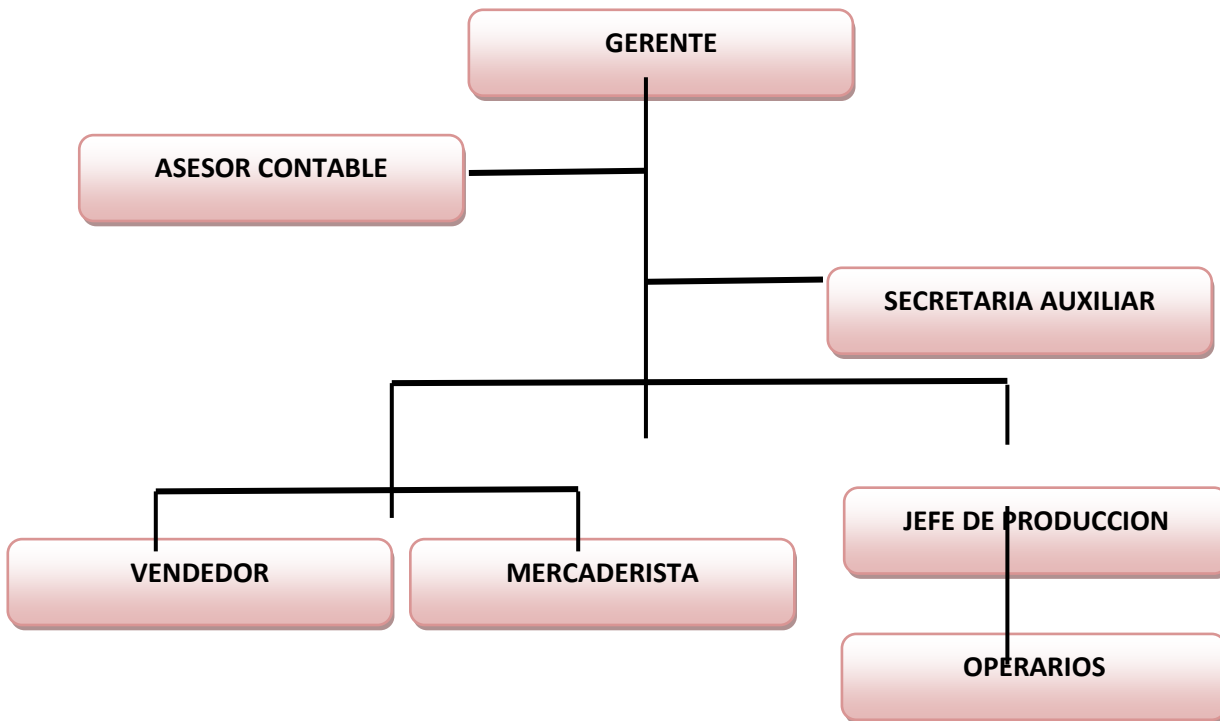 GERENTE
ASESOR CONTABLE
SECRETARIA AUXILIAR
JEFE DE PRODUCCION
VENDEDOR
MERCADERISTA
OPERARIOS